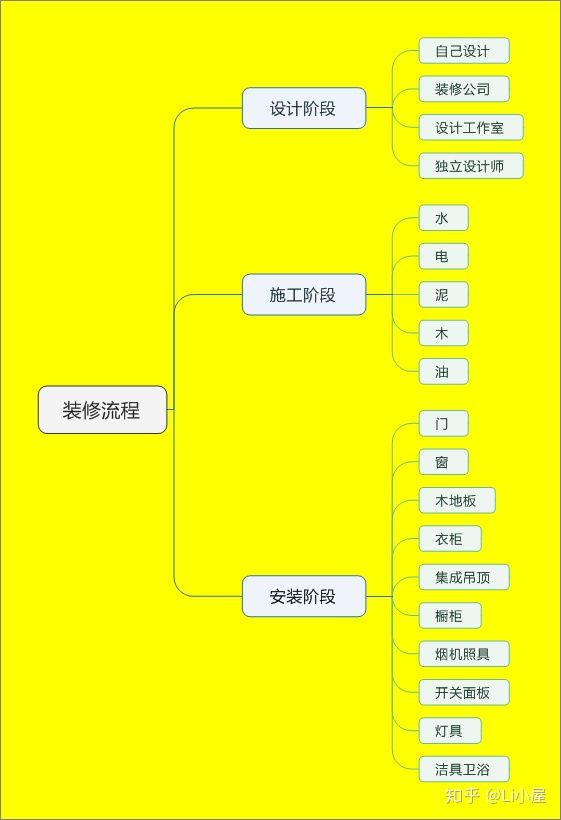 装修流程
设计阶段
自己设计
装修公司
设计工作室
独立设计师
施工阶段
水
电
泥
木
油
安装阶段
门
窗
木地板
衣柜
集成吊顶
橱柜
烟机照具
开关面板
灯具
洁具卫浴
知乎 @Li小屋